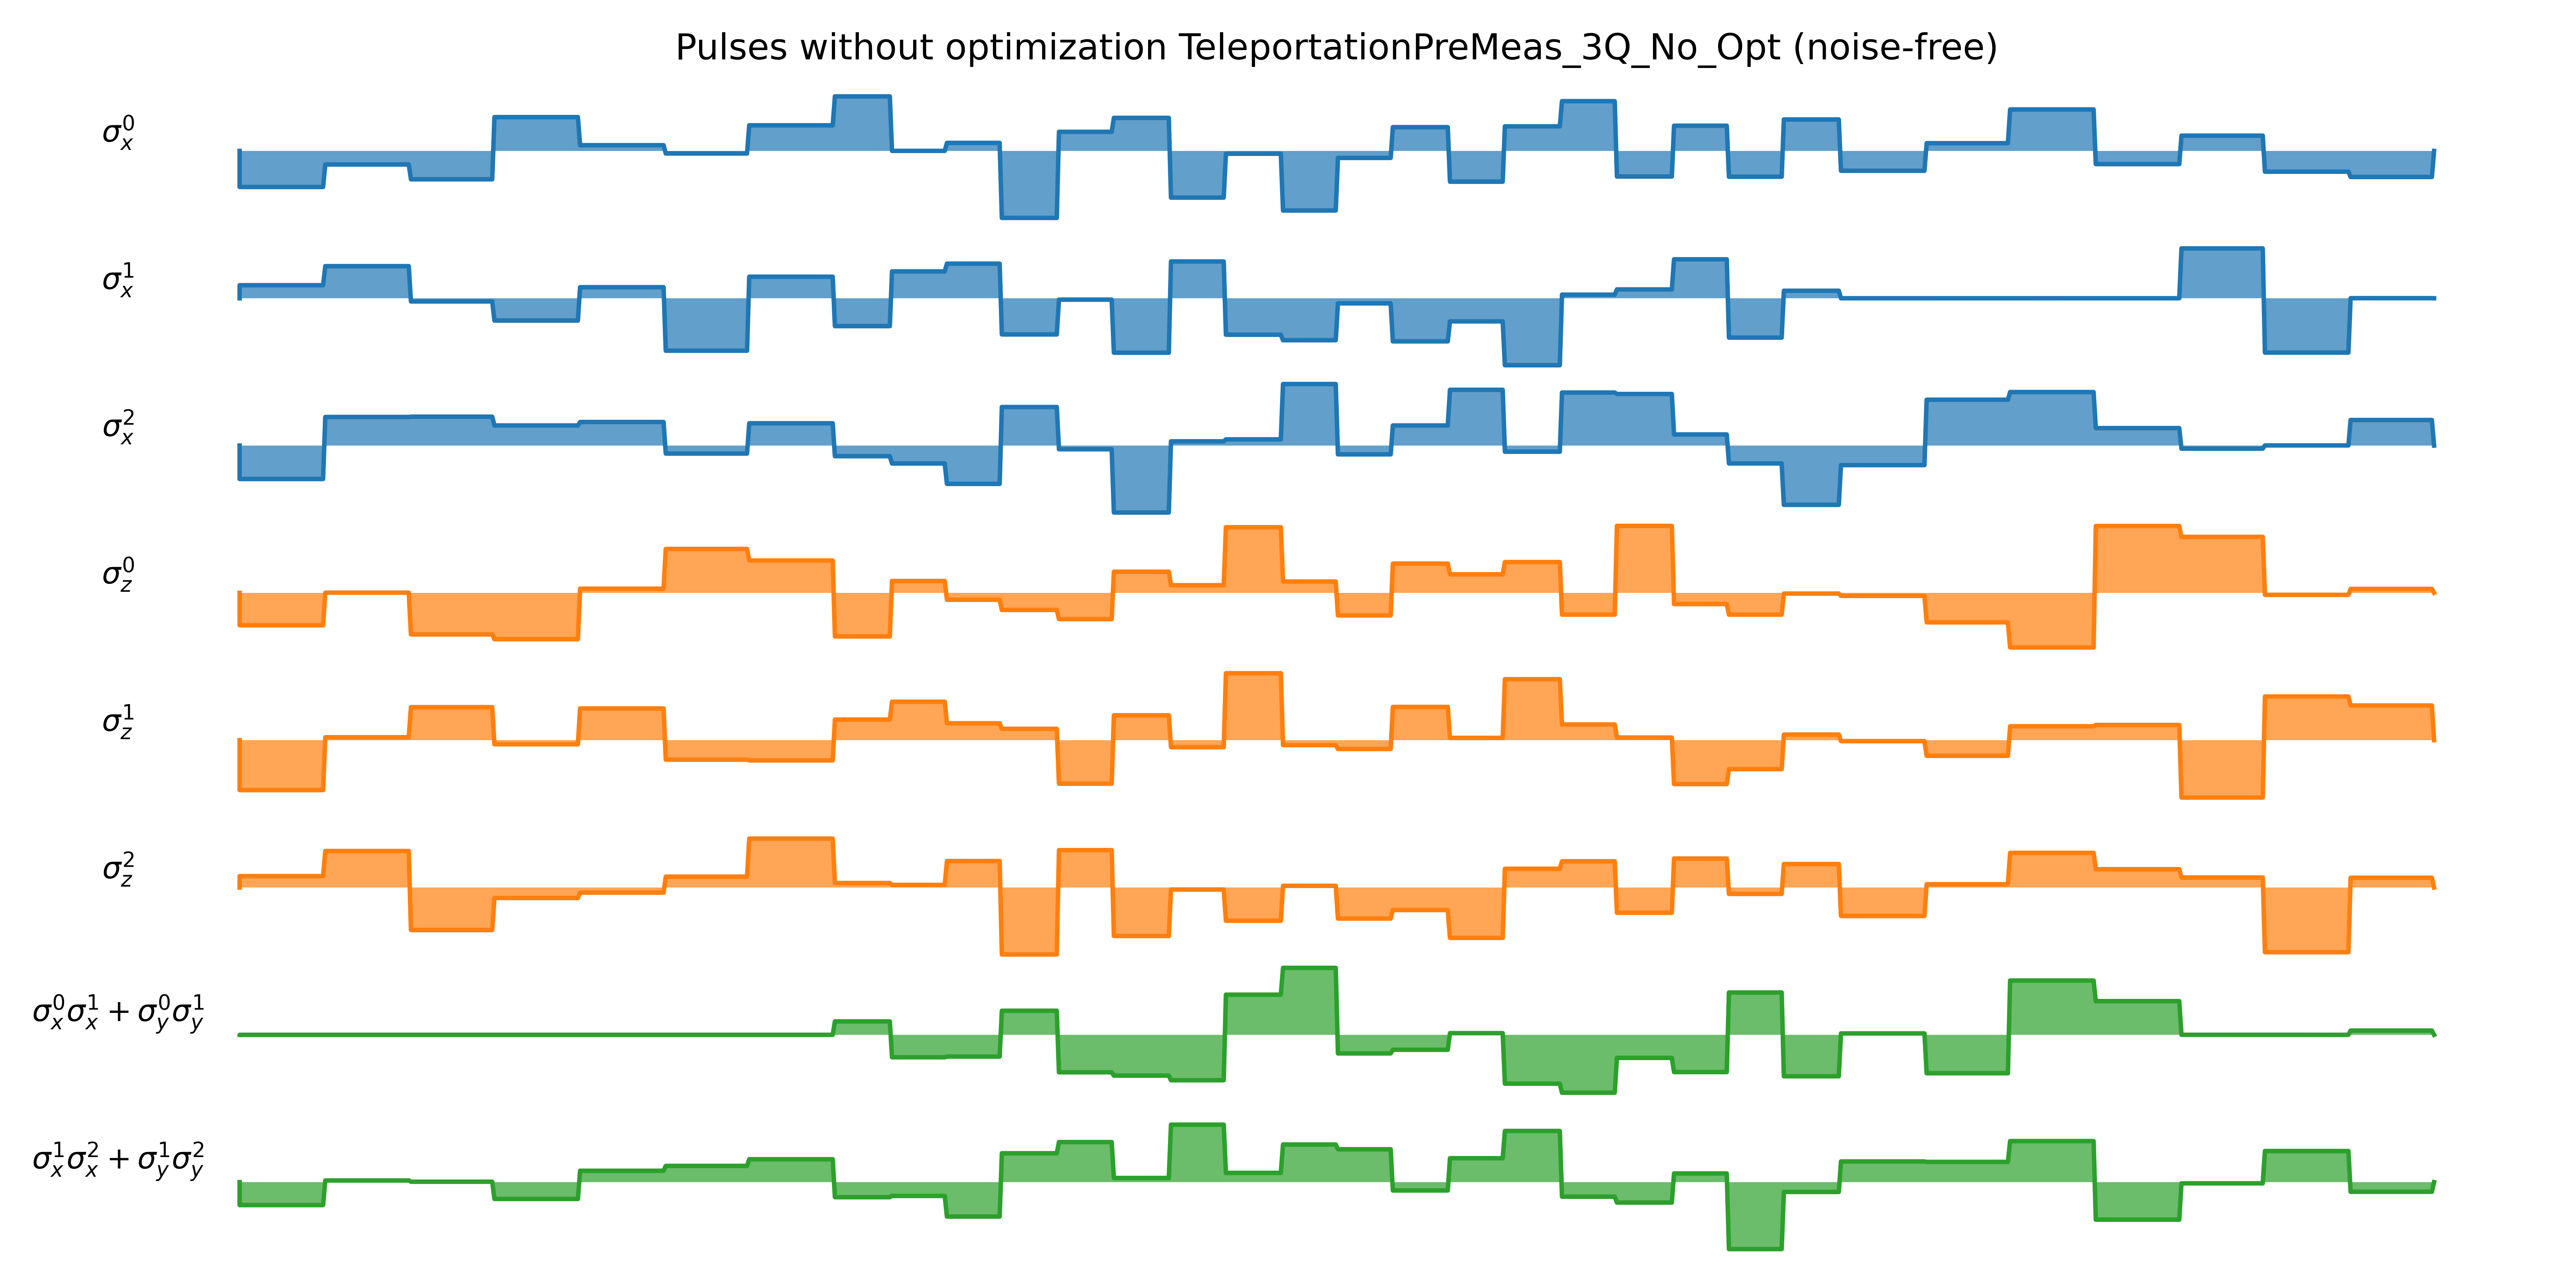 Pulses without optimization TeleportationPreMeas_3Q_No_Opt (noise-free)
σ_x^0
σ_x^1
σ_x^2
σ_z^0
σ_z^1
σ_z^2
σ_x^0σ_x^1 + σ_y^0σ_y^1
σ_x^1σ_x^2 + σ_y^1σ_y^2